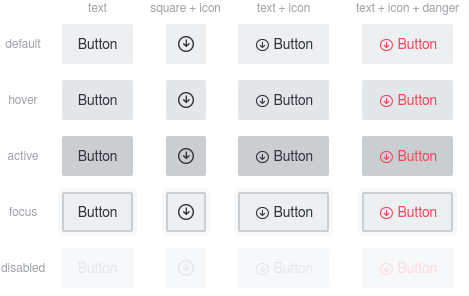 text square + icon text + icon text + icon + danger
default Button Button Button
hover Button Button Button
active Button Button Button
focus Button Button Button
disabled Button Button Button